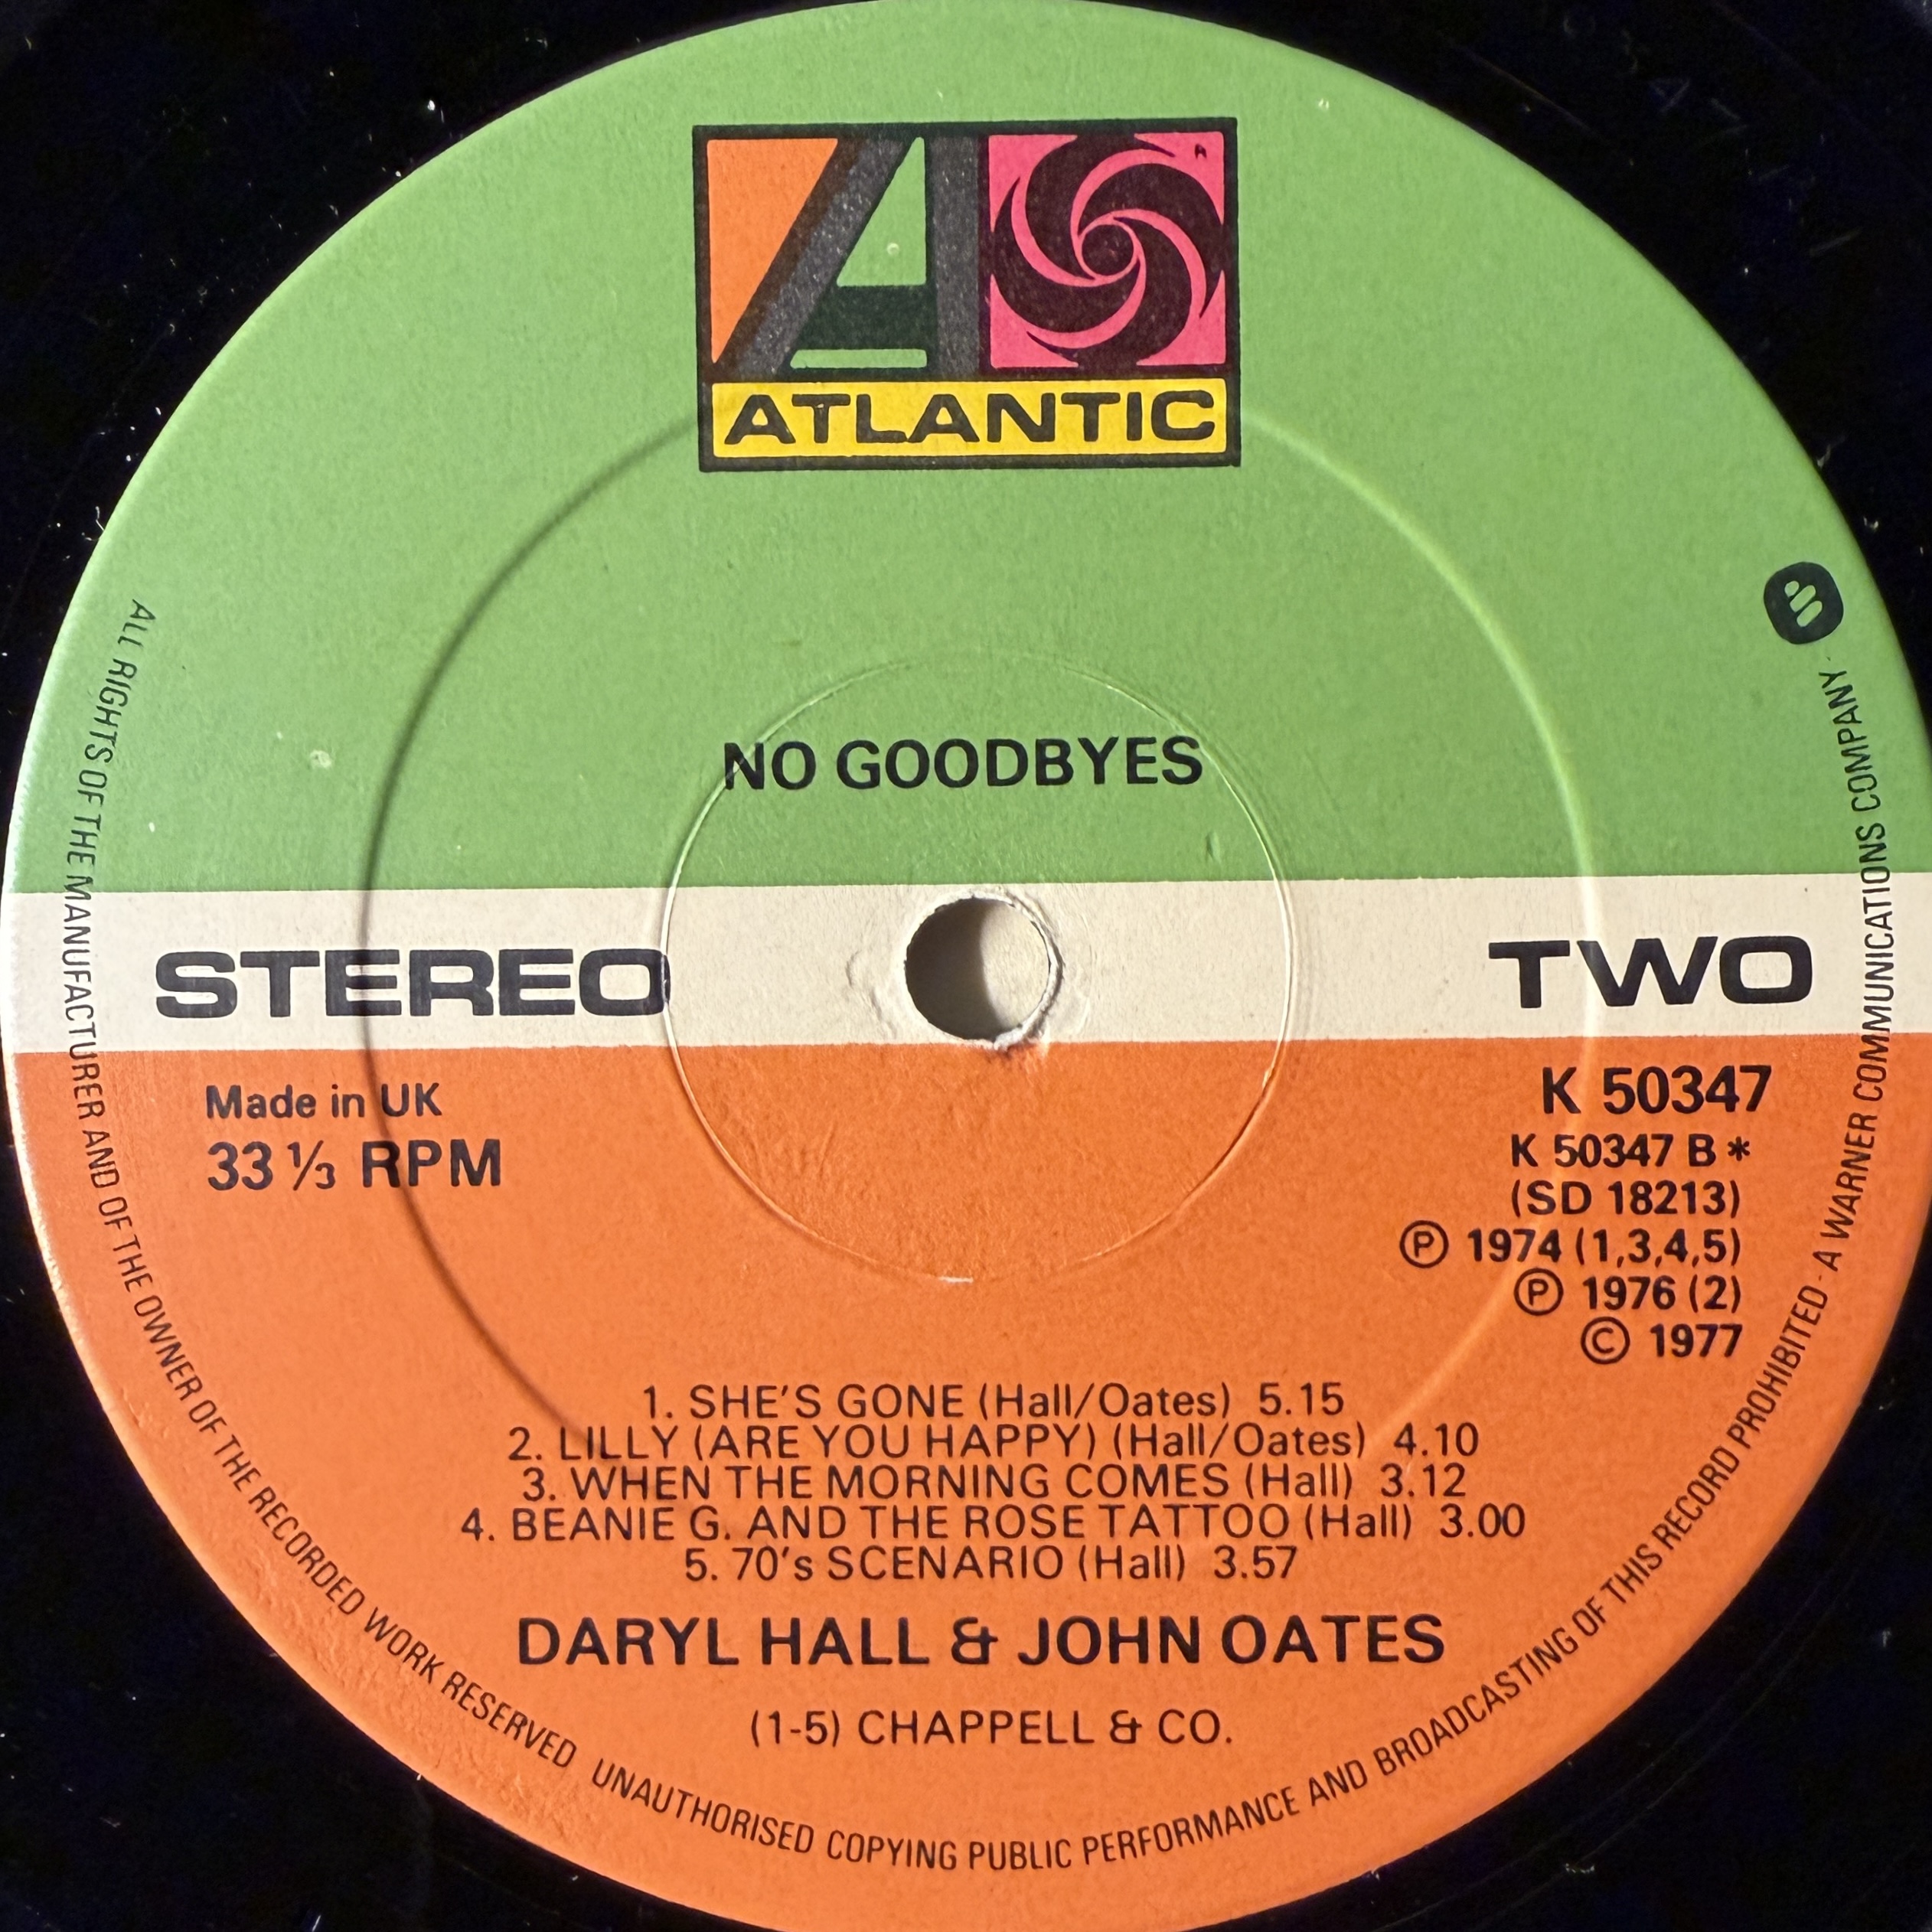 ATLANTIC
NO GOODBYES
STEREO
TWO
Made in UK
33 ⅓ RPM
K 50347
K 50347 B *
(SD 18213)
Ⓟ 1974 (1,3,4,5)
Ⓟ 1976 (2)
© 1977
1. SHE'S GONE (Hall/Oates) 5.15
2. LILLY (ARE YOU HAPPY) (Hall/Oates) 4.10
3. WHEN THE MORNING COMES (Hall) 3.12
4. BEANIE G. AND THE ROSE TATTOO (Hall) 3.00
5. 70's SCENARIO (Hall) 3.57
DARYL HALL & JOHN OATES
(1-5) CHAPPELL & CO.
ALL RIGHTS OF THE MANUFACTURER AND OF THE OWNER OF THE RECORDED WORK RESERVED UNAUTHORISED COPYING PUBLIC PERFORMANCE AND BROADCASTING OF THIS RECORD PROHIBITED · A WARNER COMMUNICATIONS COMPANY ·